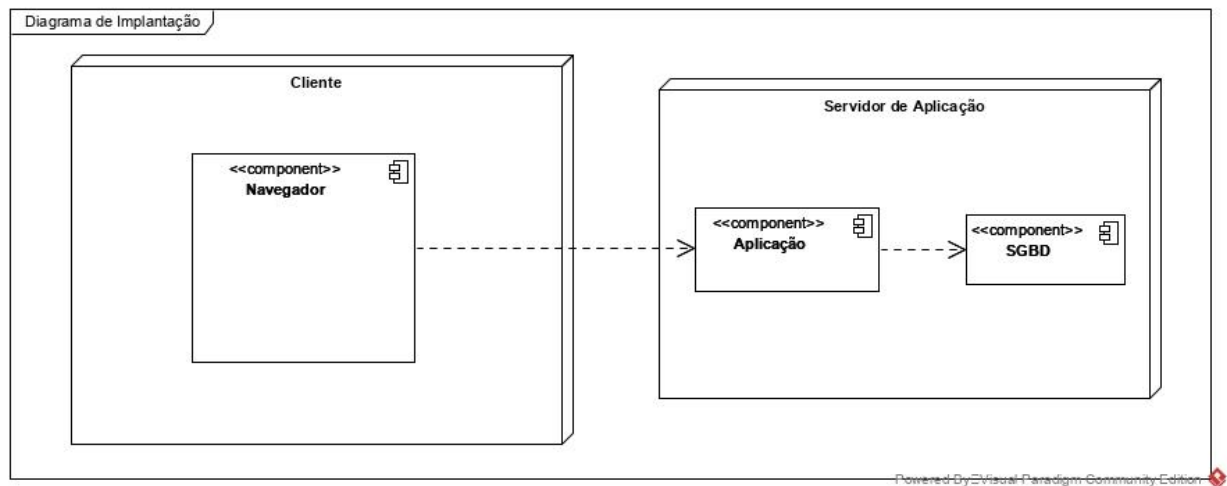 Diagrama de Implantação
Cliente
<<component>>
Navegador
Servidor de Aplicação
<<component>>
Aplicação
<<component>>
SGBD
Powered By Visual Paradigm Community Edition